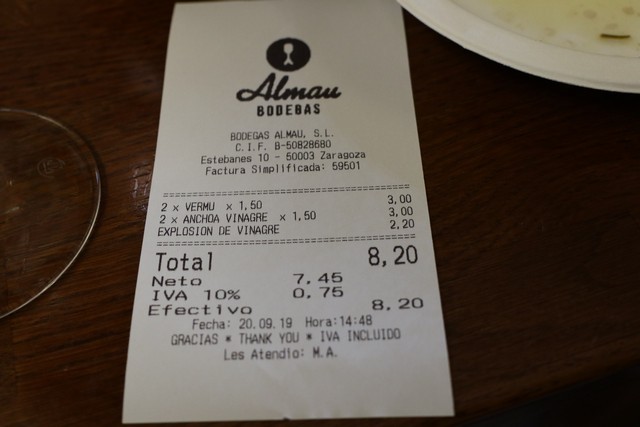 Almau
BODEBAS
BODEGAS ALMAU, S.L.
C.I.F. B-50828680
Estebanes 10 - 50003 Zaragoza
Factura Simplificada: 59501
2 x VERMU x 1,50 3,00
2 x ANCHOA VINAGRE x 1,50 3,00
EXPLOSION DE VINAGRE 2,20
Total 8,20
Neto 7.45
IVA 10% 0.75
Efectivo 8.20
Fecha: 20.09.19 Hora:14:48
GRACIAS * THANK YOU * IVA INCLUIDO
Les Atendio: M.A.